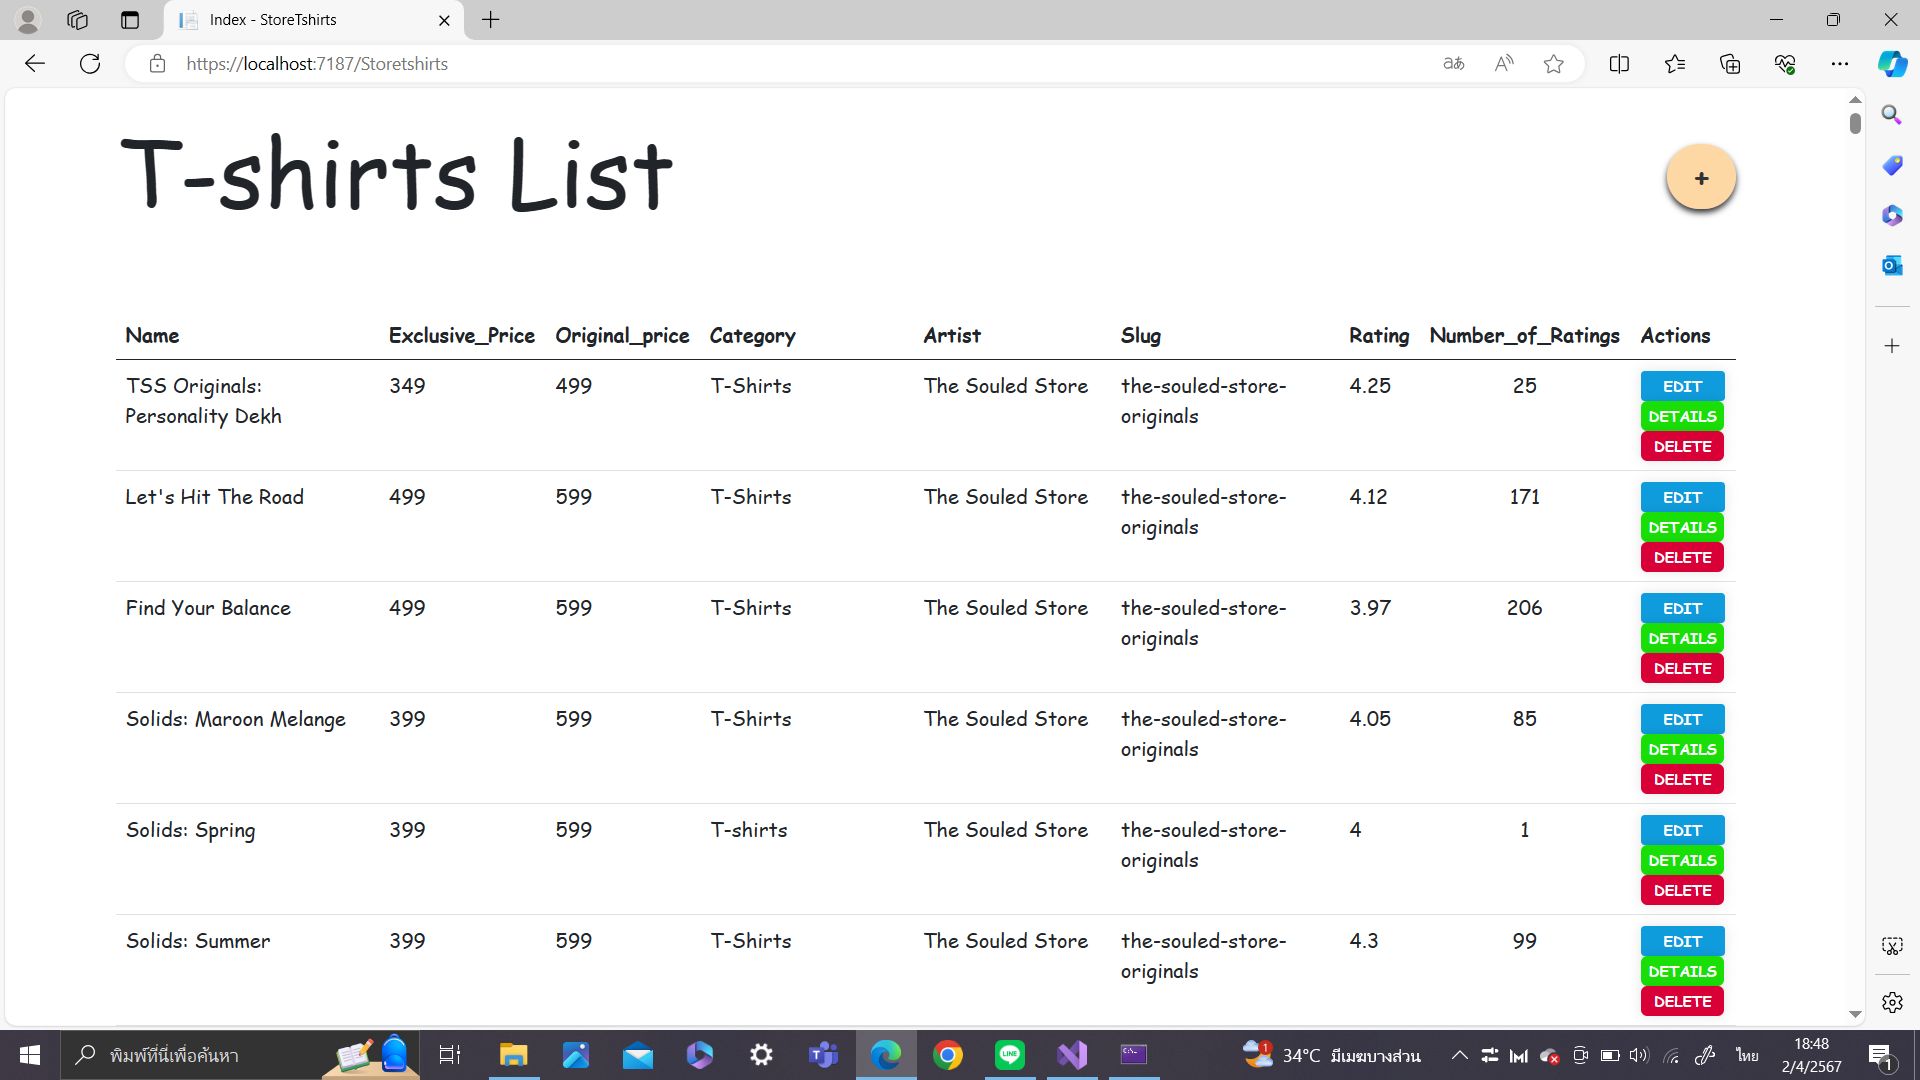 Index - StoreTshirts
https://localhost:7187/Storetshirts
T-shirts List
+
Name Exclusive_Price Original_price Category Artist Slug Rating Number_of_Ratings Actions
TSS Originals: 349 499 T-Shirts The Souled Store the-souled-store- 4.25 25 EDIT
Personality Dekh originals DETAILS
DELETE
Let's Hit The Road 499 599 T-Shirts The Souled Store the-souled-store- 4.12 171 EDIT
originals DETAILS
DELETE
Find Your Balance 499 599 T-Shirts The Souled Store the-souled-store- 3.97 206 EDIT
originals DETAILS
DELETE
Solids: Maroon Melange 399 599 T-Shirts The Souled Store the-souled-store- 4.05 85 EDIT
originals DETAILS
DELETE
Solids: Spring 399 599 T-shirts The Souled Store the-souled-store- 4 1 EDIT
originals DETAILS
DELETE
Solids: Summer 399 599 T-Shirts The Souled Store the-souled-store- 4.3 99 EDIT
originals DETAILS
DELETE
พิมพ์ที่นี่เพื่อค้นหา
LINE
1
34°C มีเมฆบางส่วน
ไทย
18:48
2/4/2567
1